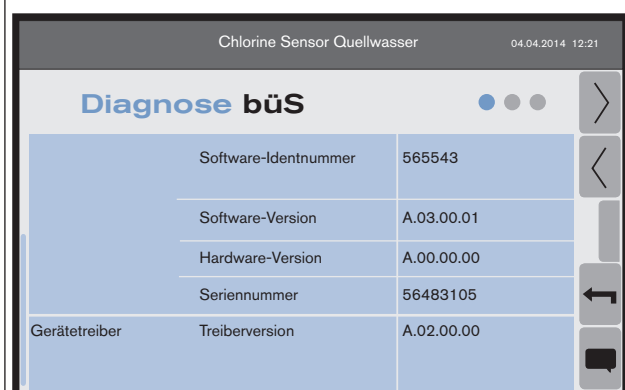 Chlorine Sensor Quellwasser 04.04.2014 12:21
Diagnose büS
Software-Identnummer 565543
Software-Version A.03.00.01
Hardware-Version A.00.00.00
Seriennummer 56483105
Gerätetreiber Treiberversion A.02.00.00